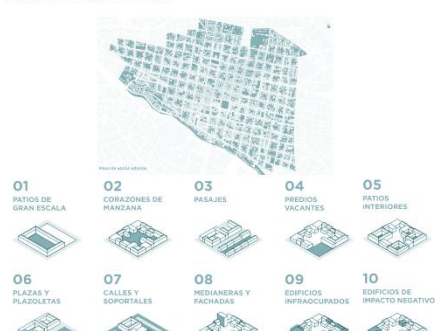 01
PATIOS DE
GRAN ESCALA
02
CORAZONES DE
MANZANA
03
PASAJES
04
PREDIOS
VACANTES
05
PATIOS
INTERIORES
06
PLAZAS Y
PLAZOLETAS
07
CALLES Y
SOPORTALES
08
MEDIANERAS Y
FACHADAS
09
EDIFICIOS
INFRAOCUPADOS
10
EDIFICIOS DE
IMPACTO NEGATIVO